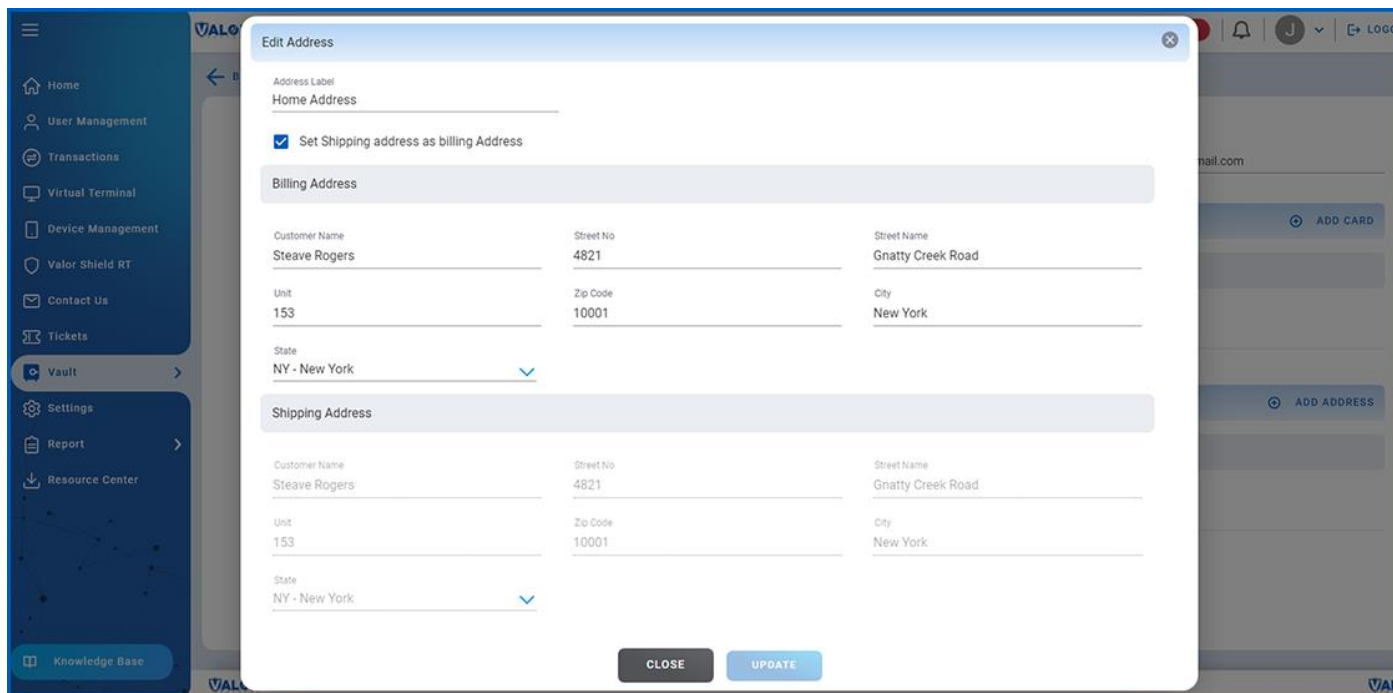 Edit Address
Address Label
Home Address
Set Shipping address as billing Address
Billing Address
Customer Name Street No Street Name
Steave Rogers 4821 Gnatty Creek Road
Unit Zip Code City
153 10001 New York
State
NY - New York
Shipping Address
Customer Name Street No Street Name
Steave Rogers 4821 Gnatty Creek Road
Unit Zip Code City
153 10001 New York
State
NY - New York
CLOSE UPDATE
Home
User Management
Transactions
Virtual Terminal
Device Management
Valor Shield RT
Contact Us
Tickets
Vault
Settings
Report
Resource Center
Knowledge Base
J
mail.com
ADD CARD
ADD ADDRESS